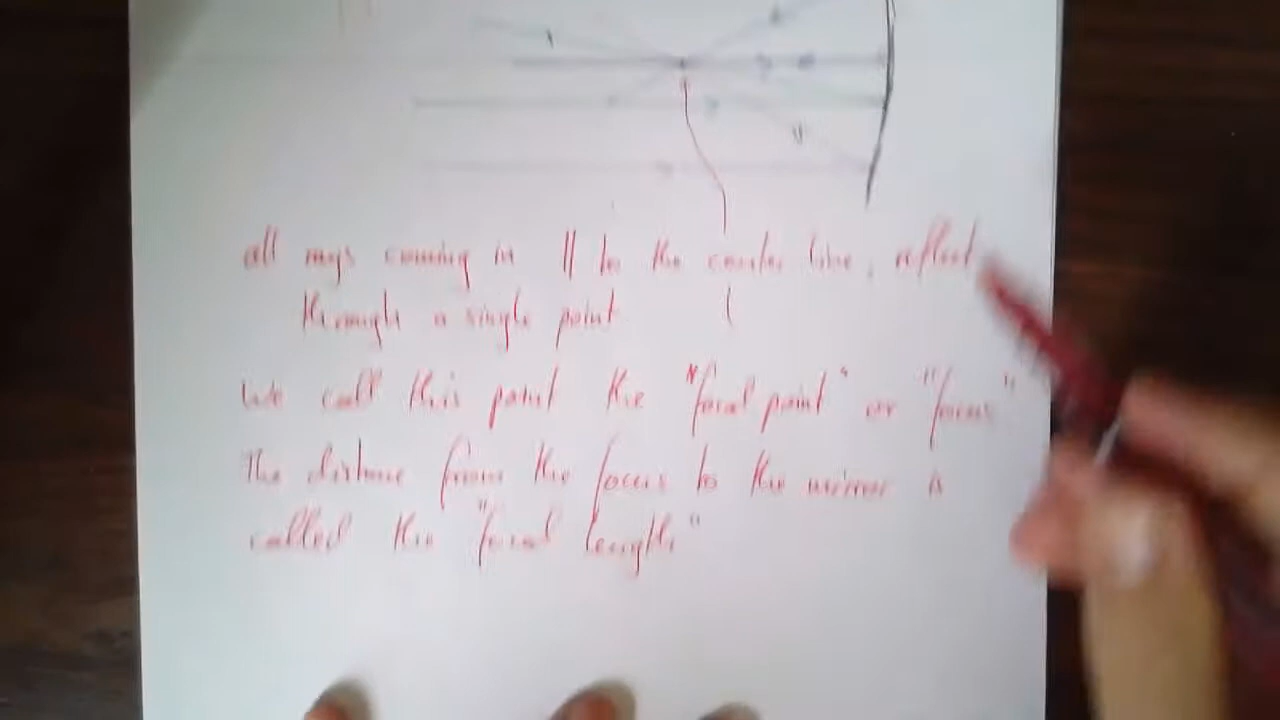 all rays coming in || to the center line, reflect
through a single point
We call this point the "focal point" or "focus"
The distance from the focus to the mirror is
called the "focal length"